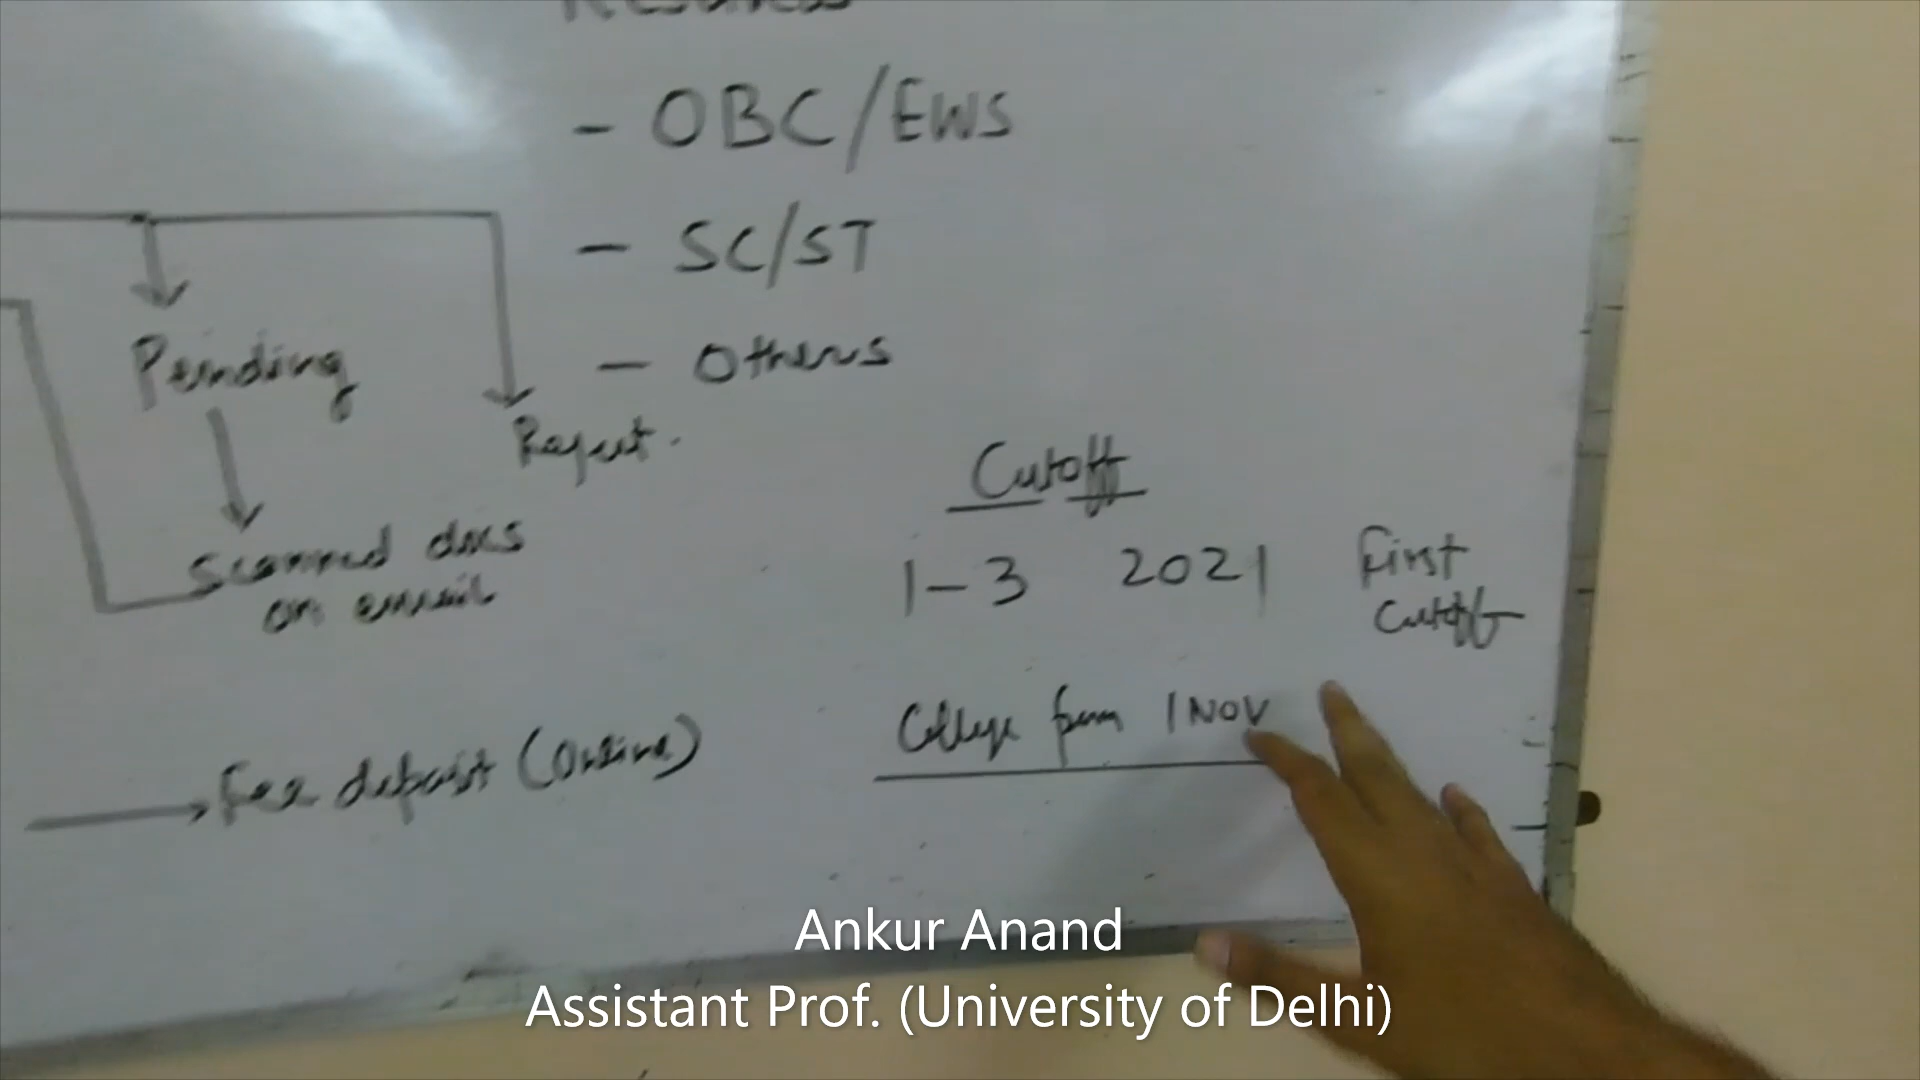 - OBC/EWS
- SC/ST
- Others
Pending
Reject.
Scanned docs
on email
Cutoff
1-3 2021 First
Cutoff
College from 1 NOV
Fee deposit (Online)
Ankur Anand
Assistant Prof. (University of Delhi)